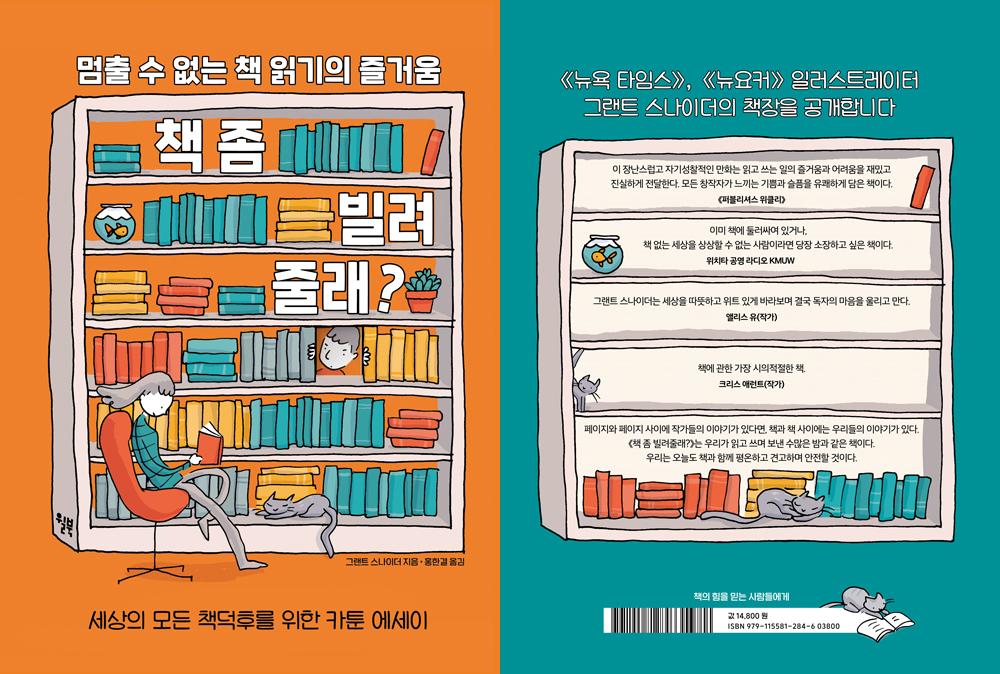 멈출 수 없는 책 읽기의 즐거움
책 좀
빌려
줄래?
윌북
그랜트 스나이더 지음 • 홍한결 옮김
세상의 모든 책덕후를 위한 카툰 에세이
《뉴욕 타임스》, 《뉴요커》 일러스트레이터
그랜트 스나이더의 책장을 공개합니다
이 장난스럽고 자기성찰적인 만화는 읽고 쓰는 일의 즐거움과 어려움을 재밌고
진실하게 전달한다. 모든 창작자가 느끼는 기쁨과 슬픔을 유쾌하게 담은 책이다.
《퍼블리셔스 위클리》
이미 책에 둘러싸여 있거나,
책 없는 세상을 상상할 수 없는 사람이라면 당장 소장하고 싶은 책이다.
위치타 공영 라디오 KMUW
그랜트 스나이더는 세상을 따뜻하고 위트 있게 바라보며 결국 독자의 마음을 울리고 만다.
앨리스 유(작가)
책에 관한 가장 시의적절한 책.
크리스 애런트(작가)
페이지와 페이지 사이에 작가들의 이야기가 있다면, 책과 책 사이에는 우리들의 이야기가 있다.
《책 좀 빌려줄래?》는 우리가 읽고 쓰며 보낸 수많은 밤과 같은 책이다.
우리는 오늘도 책과 함께 평온하고 견고하며 안전할 것이다.
책의 힘을 믿는 사람들에게
값 14,800 원
ISBN 979-115581-284-6 03800